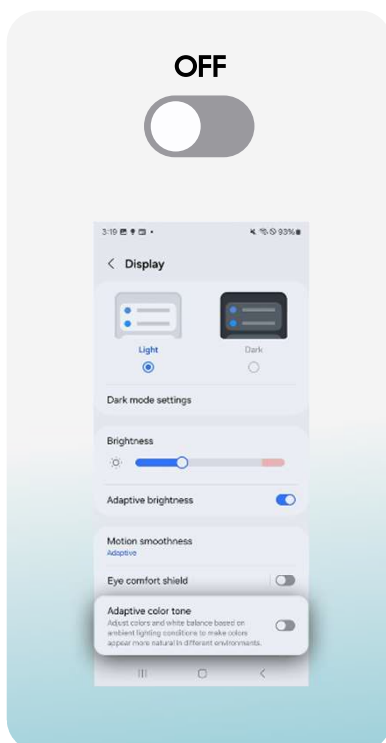 OFF
3:19
93%
Display
Light
Dark
Dark mode settings
Brightness
Adaptive brightness
Motion smoothness
Adaptive
Eye comfort shield
Adaptive color tone
Adjust colors and white balance based on
ambient lighting conditions to make colors
appear more natural in different environments.